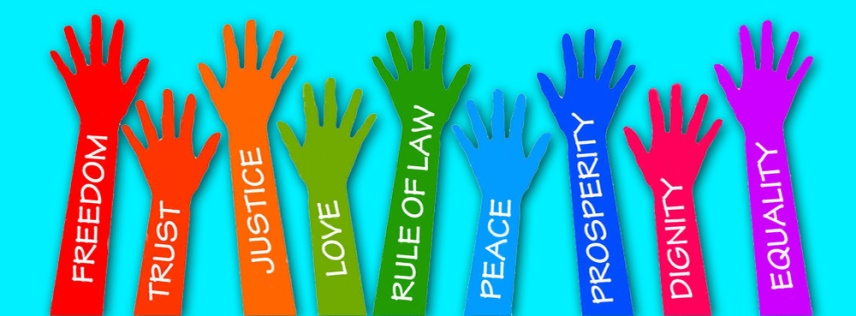 FREEDOM
TRUST
JUSTICE
LOVE
RULE OF LAW
PEACE
PROSPERITY
DIGNITY
EQUALITY